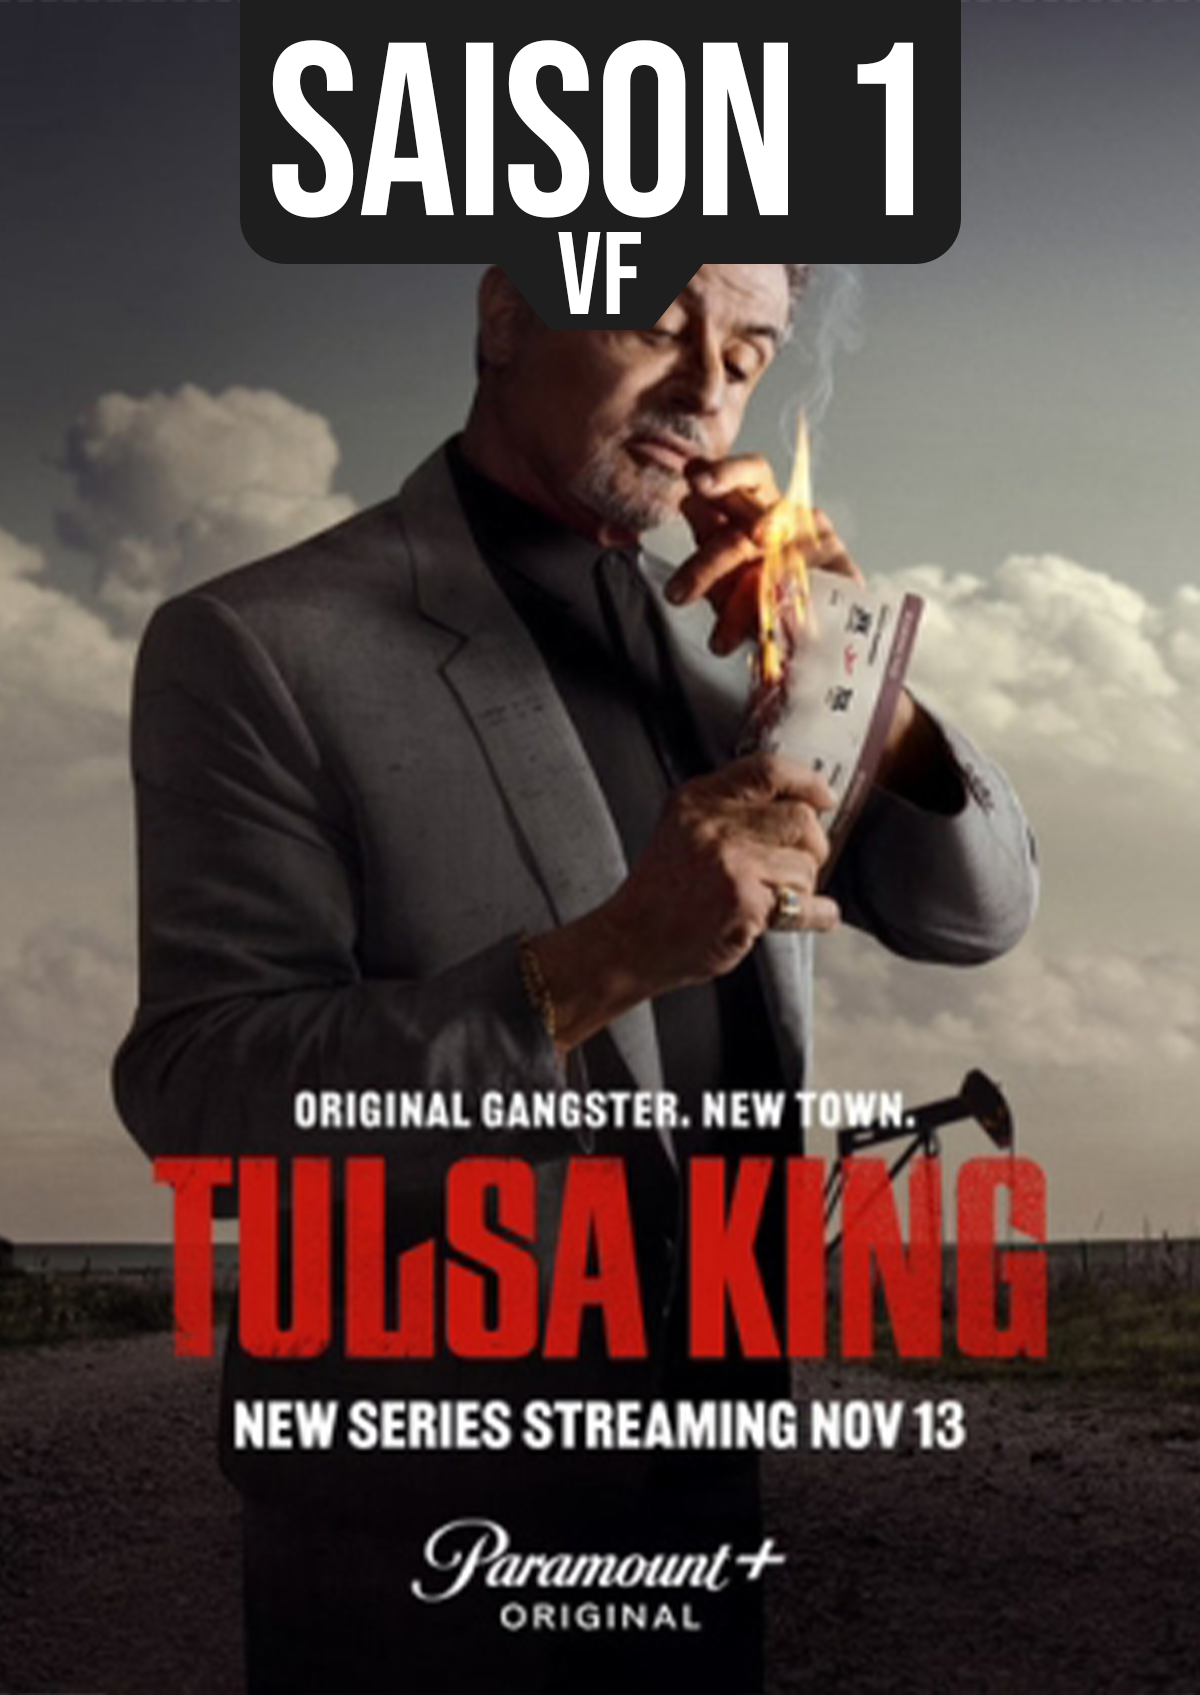 SAISON 1
VF
ORIGINAL GANGSTER. NEW TOWN.
TULSA KING
NEW SERIES STREAMING NOV 13
Paramount+
ORIGINAL